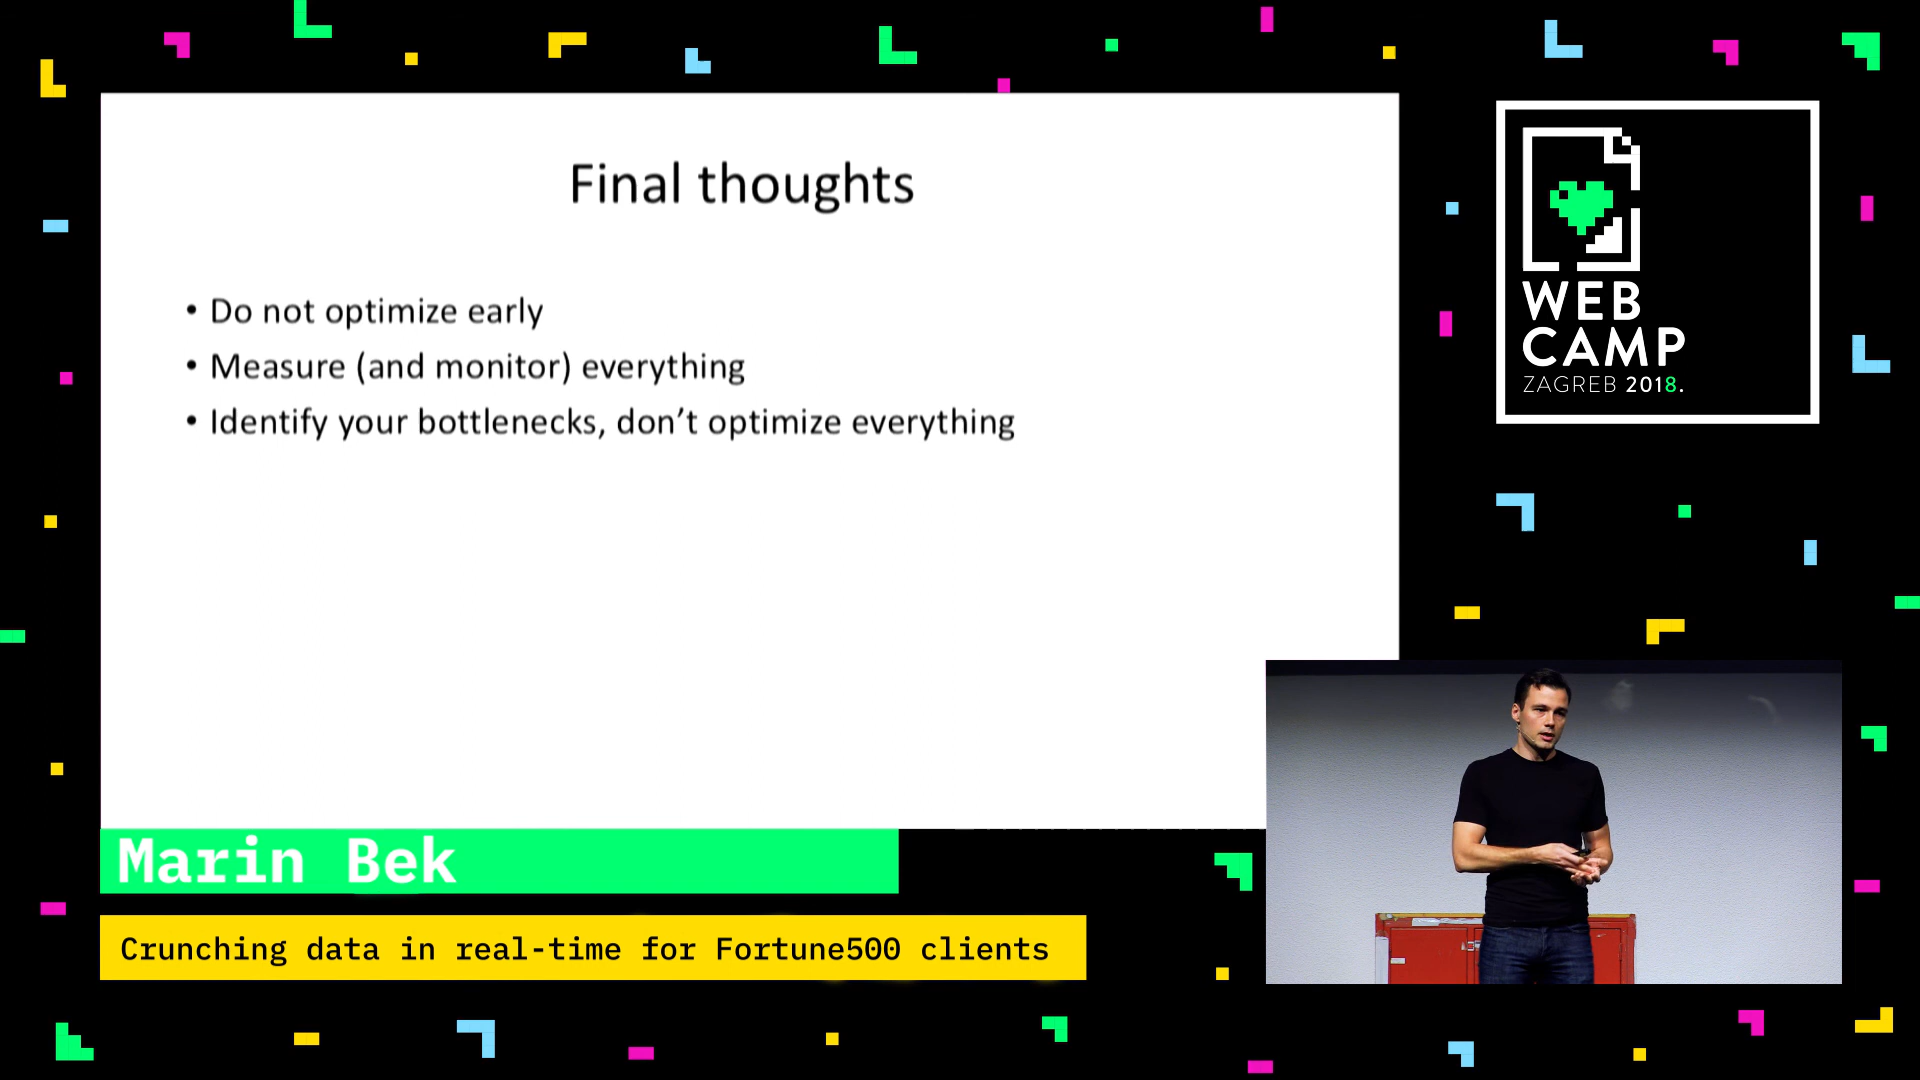 Final thoughts
• Do not optimize early
• Measure (and monitor) everything
• Identify your bottlenecks, don’t optimize everything
WEB
CAMP
ZAGREB 2018.
Marin Bek
Crunching data in real-time for Fortune500 clients